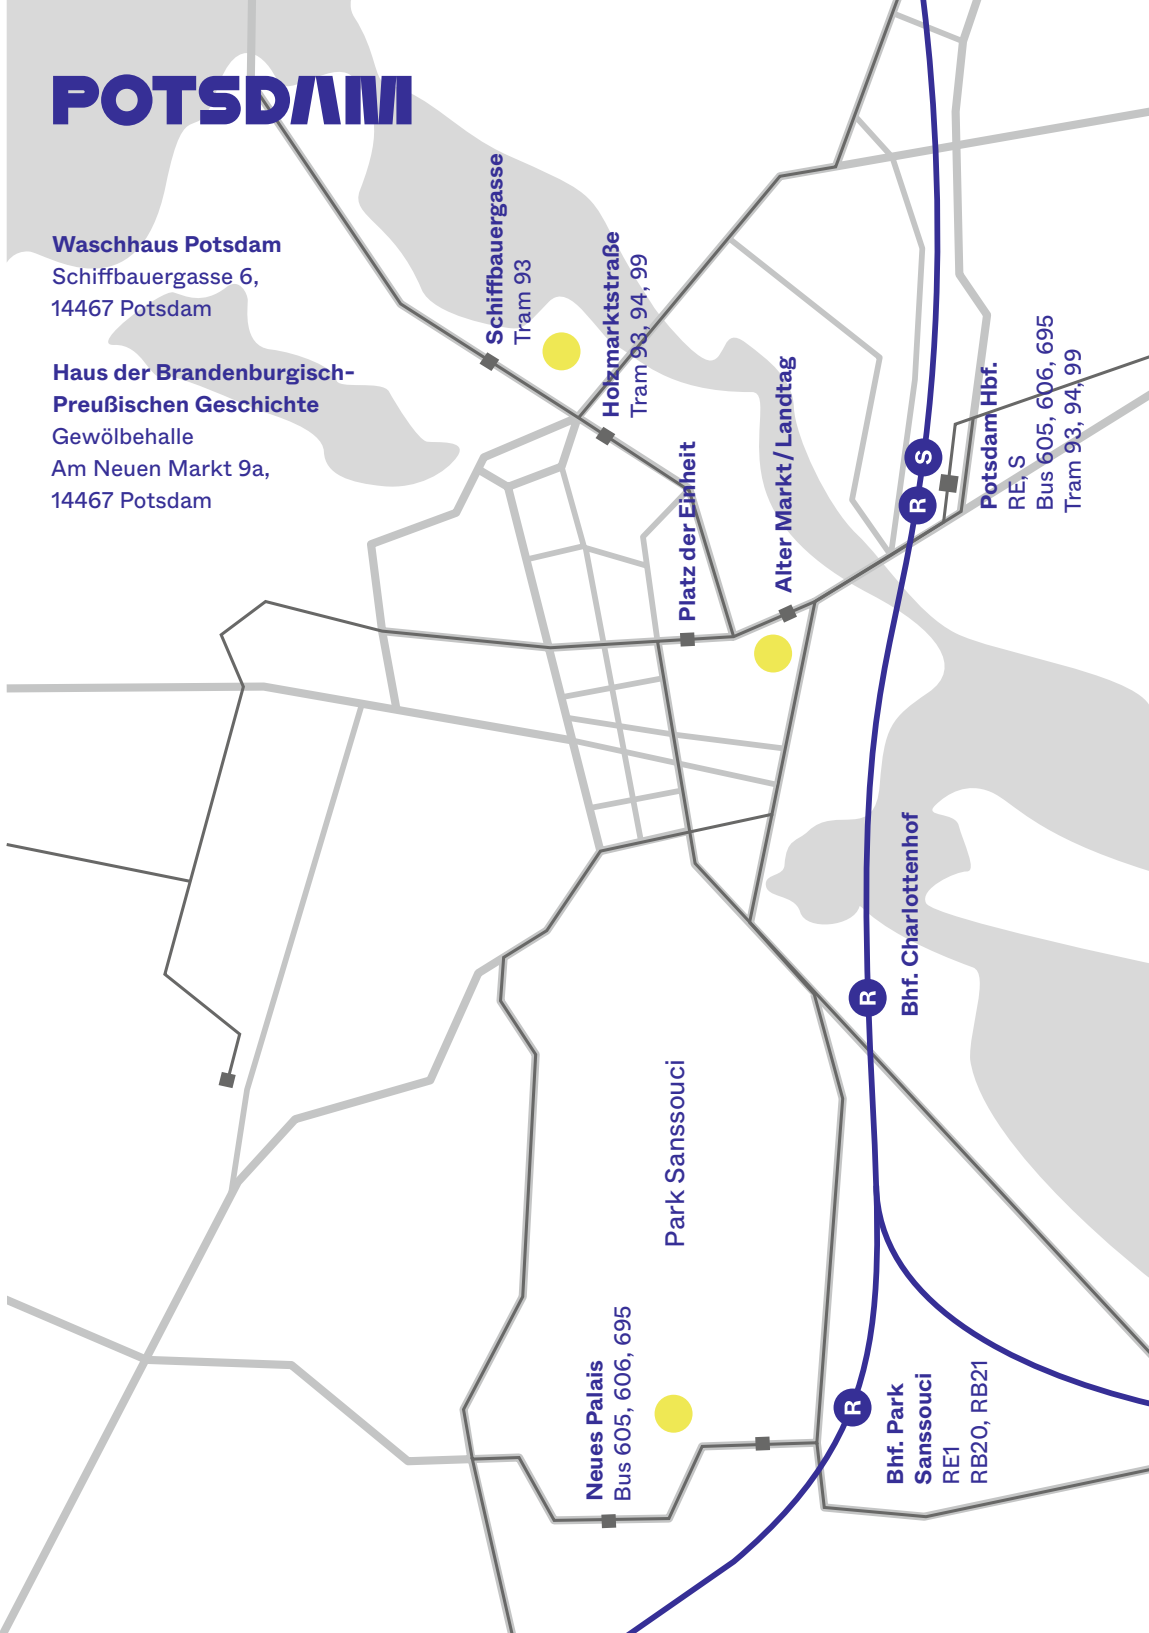 POTSDAM
Waschhaus Potsdam
Schiffbauergasse 6,
14467 Potsdam
Haus der Brandenburgisch-
Preußischen Geschichte
Gewölbehalle
Am Neuen Markt 9a,
14467 Potsdam
Schiffbauergasse
Tram 93
Holzmarktstraße
Tram 93, 94, 99
Platz der Einheit
Alter Markt/Landtag
Potsdam Hbf.
RE, S
Bus 605, 606, 695
Tram 93, 94, 99
S
R
Bhf. Charlottenhof
R
Park Sanssouci
Neues Palais
Bus 605, 606, 695
R
Bhf. Park
Sanssouci
RE1
RB20, RB21